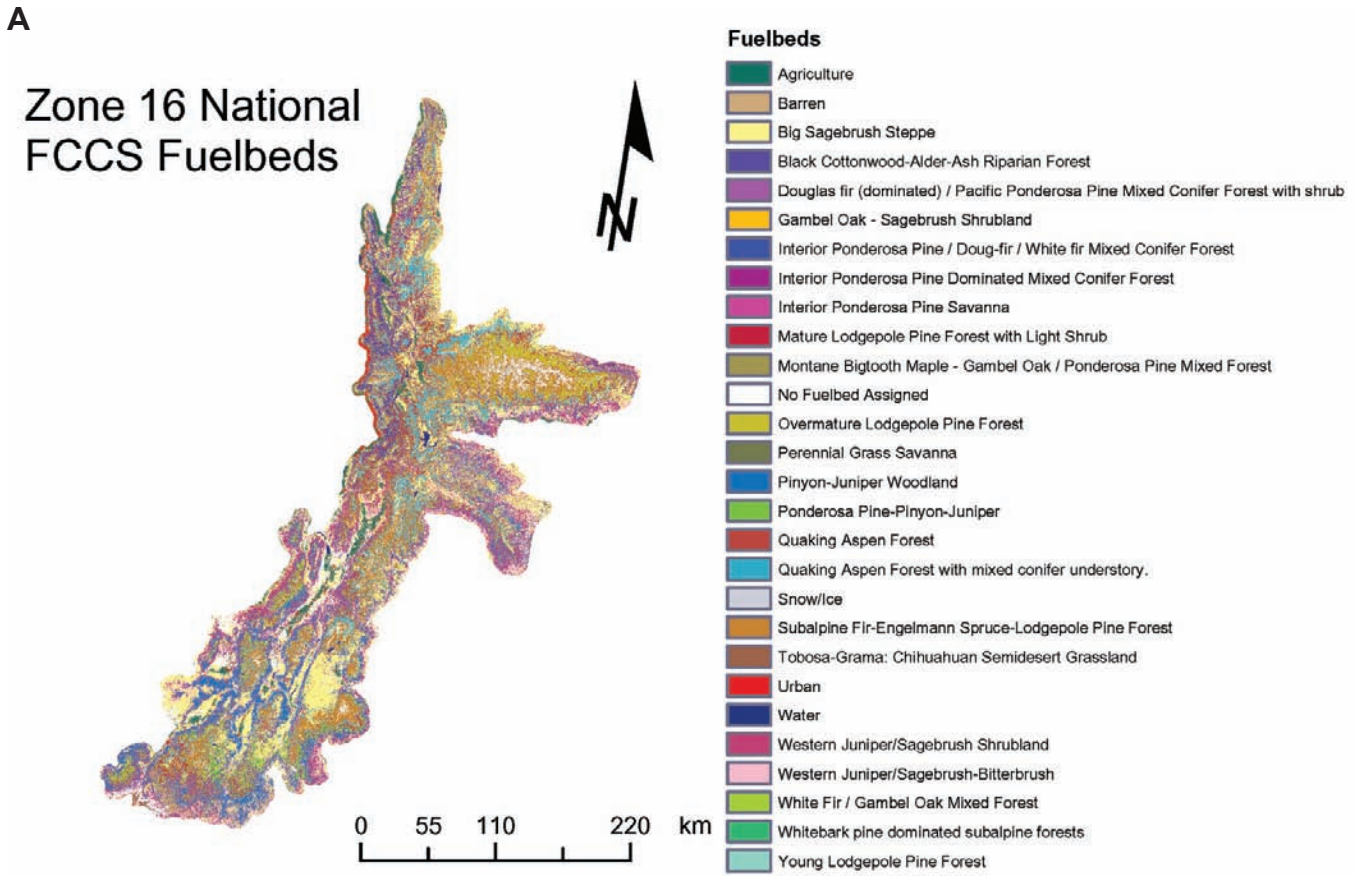 A
Zone 16 National
FCCS Fuelbeds
N
0 55 110 220 km
Fuelbeds
Agriculture
Barren
Big Sagebrush Steppe
Black Cottonwood-Alder-Ash Riparian Forest
Douglas fir (dominated) / Pacific Ponderosa Pine Mixed Conifer Forest with shrub
Gambel Oak - Sagebrush Shrubland
Interior Ponderosa Pine / Doug-fir / White fir Mixed Conifer Forest
Interior Ponderosa Pine Dominated Mixed Conifer Forest
Interior Ponderosa Pine Savanna
Mature Lodgepole Pine Forest with Light Shrub
Montane Bigtooth Maple - Gambel Oak / Ponderosa Pine Mixed Forest
No Fuelbed Assigned
Overmature Lodgepole Pine Forest
Perennial Grass Savanna
Pinyon-Juniper Woodland
Ponderosa Pine-Pinyon-Juniper
Quaking Aspen Forest
Quaking Aspen Forest with mixed conifer understory.
Snow/Ice
Subalpine Fir-Engelmann Spruce-Lodgepole Pine Forest
Tobosa-Grama: Chihuahuan Semidesert Grassland
Urban
Water
Western Juniper/Sagebrush Shrubland
Western Juniper/Sagebrush-Bitterbrush
White Fir / Gambel Oak Mixed Forest
Whitebark pine dominated subalpine forests
Young Lodgepole Pine Forest